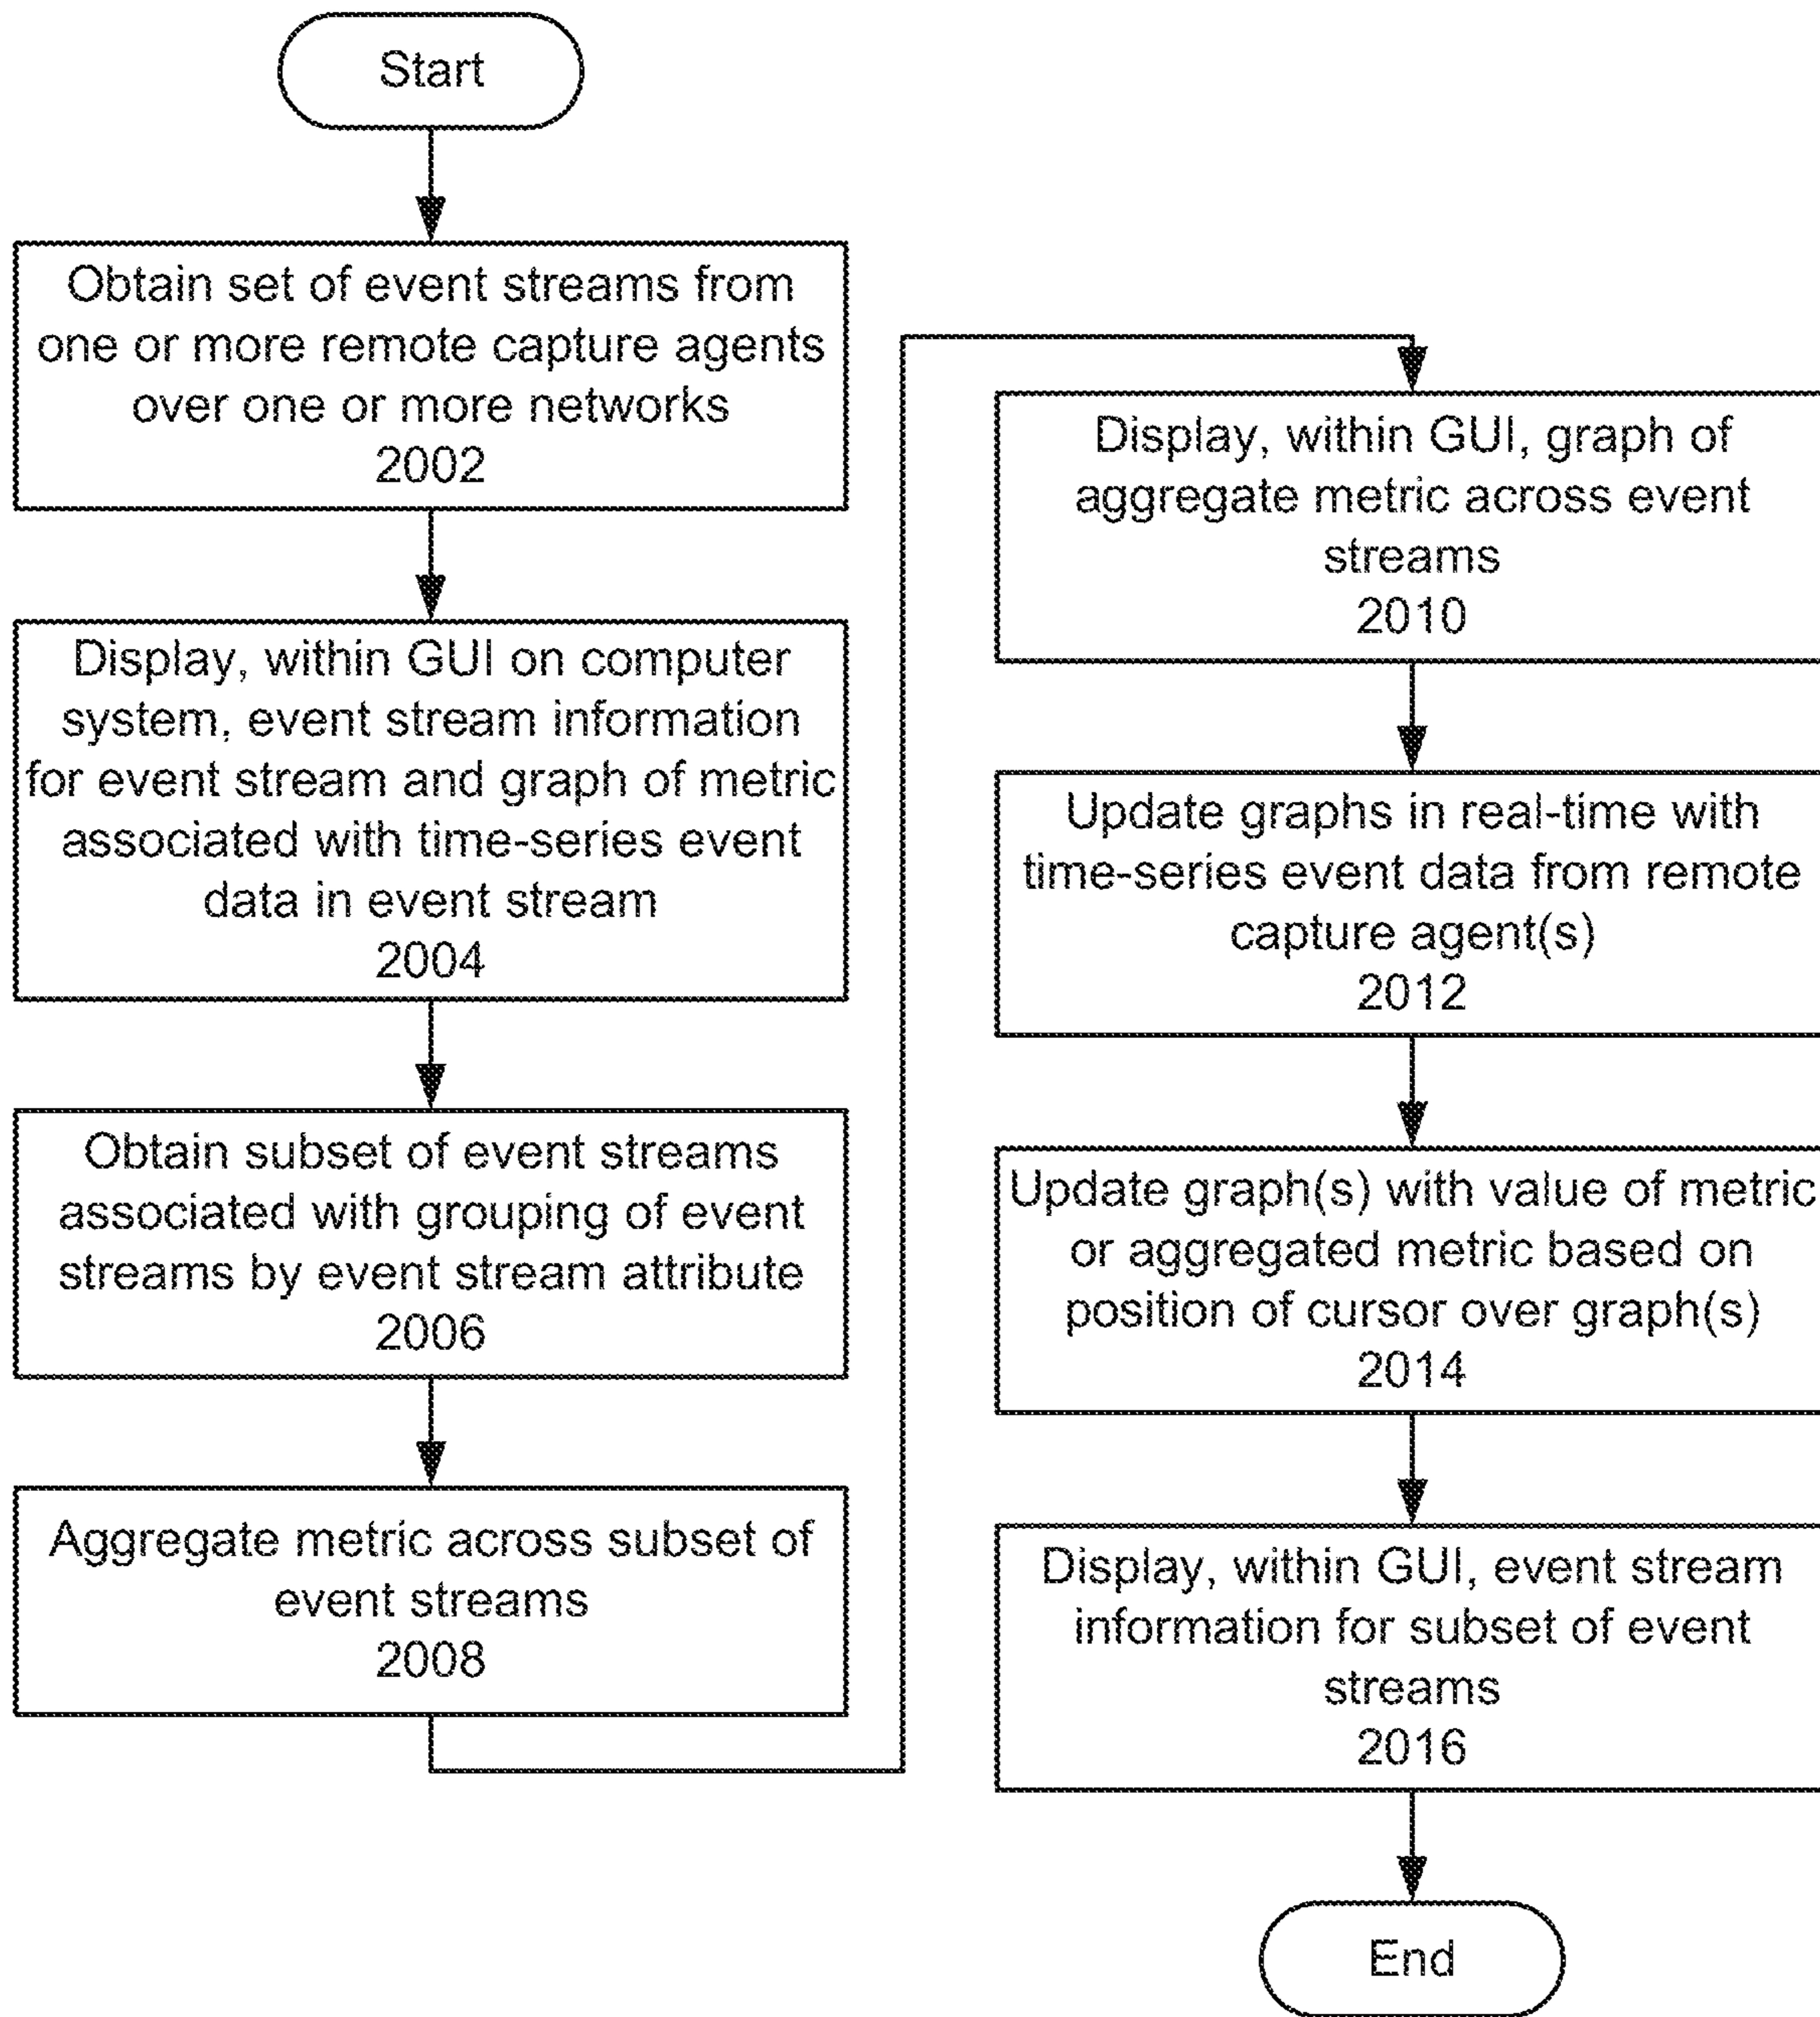 Start
Obtain set of event streams from
one or more remote capture agents
over one or more networks
2002
Display, within GUI on computer
system, event stream information
for event stream and graph of metric
associated with time-series event
data in event stream
2004
Obtain subset of event streams
associated with grouping of event
streams by event stream attribute
2006
Aggregate metric across subset of
event streams
2008
Display, within GUI, graph of
aggregate metric across event
streams
2010
Update graphs in real-time with
time-series event data from remote
capture agent(s)
2012
Update graph(s) with value of metric
or aggregated metric based on
position of cursor over graph(s)
2014
Display, within GUI, event stream
information for subset of event
streams
2016
End